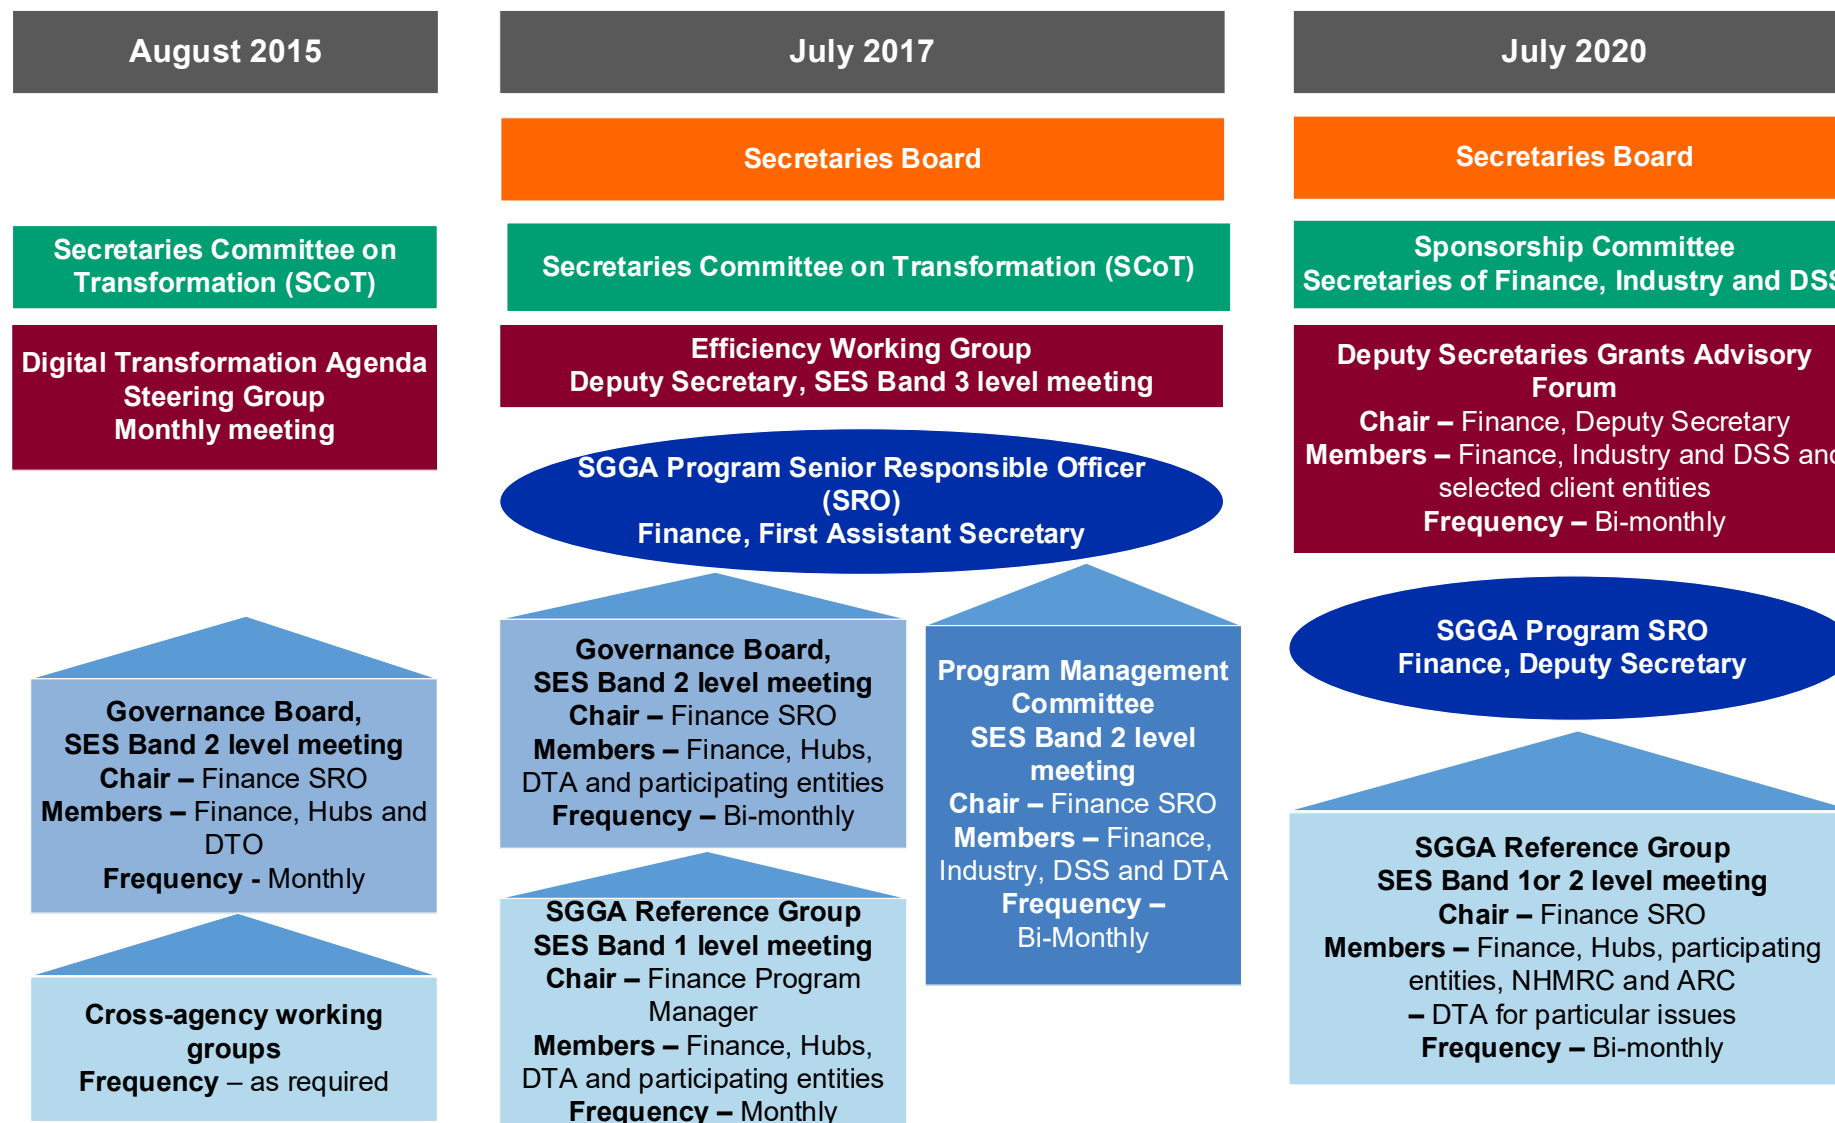 August 2015
Secretaries Committee on
Transformation (SCoT)
Digital Transformation Agenda
Steering Group
Monthly meeting
Governance Board,
SES Band 2 level meeting
Chair – Finance SRO
Members – Finance, Hubs and
DTO
Frequency - Monthly
Cross-agency working
groups
Frequency – as required
July 2017
Secretaries Board
Secretaries Committee on Transformation (SCoT)
Efficiency Working Group
Deputy Secretary, SES Band 3 level meeting
SGGA Program Senior Responsible Officer
(SRO)
Finance, First Assistant Secretary
Governance Board,
SES Band 2 level meeting
Chair – Finance SRO
Members – Finance, Hubs,
DTA and participating entities
Frequency – Bi-monthly
SGGA Reference Group
SES Band 1 level meeting
Chair – Finance Program
Manager
Members – Finance, Hubs,
DTA and participating entities
Frequency – Monthly
Program Management
Committee
SES Band 2 level
meeting
Chair – Finance SRO
Members – Finance,
Industry, DSS and DTA
Frequency –
Bi-Monthly
July 2020
Secretaries Board
Sponsorship Committee
Secretaries of Finance, Industry and DSS
Deputy Secretaries Grants Advisory
Forum
Chair – Finance, Deputy Secretary
Members – Finance, Industry and DSS and
selected client entities
Frequency – Bi-monthly
SGGA Program SRO
Finance, Deputy Secretary
SGGA Reference Group
SES Band 1or 2 level meeting
Chair – Finance SRO
Members – Finance, Hubs, participating
entities, NHMRC and ARC
– DTA for particular issues
Frequency – Bi-monthly